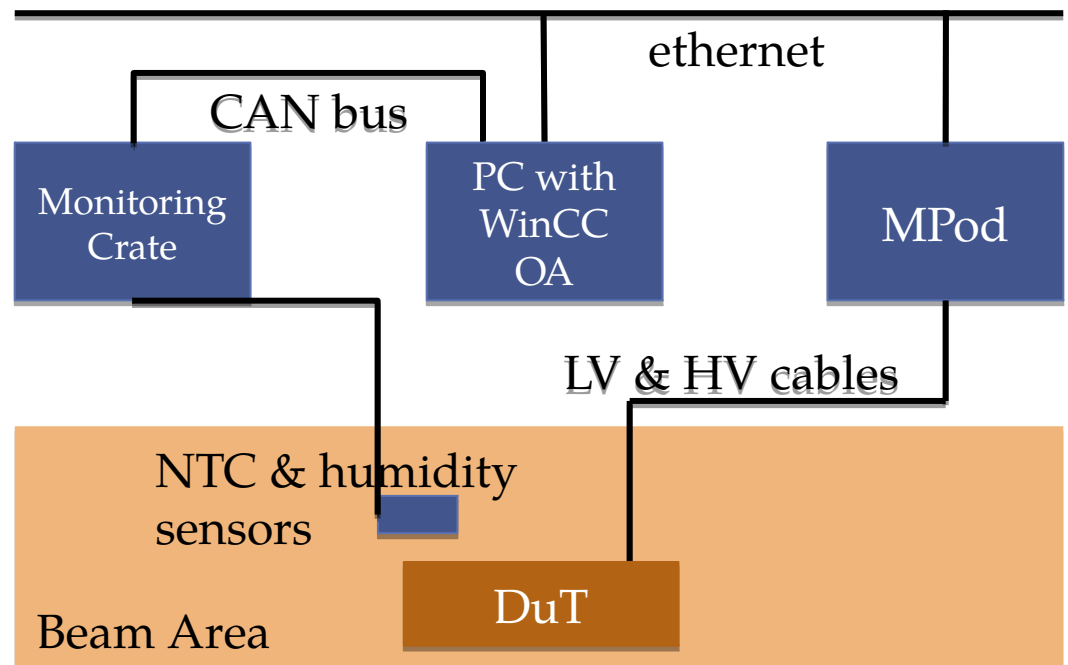 ethernet
CAN bus
Monitoring
Crate
PC with
WinCC
OA
MPod
LV & HV cables
NTC & humidity
sensors
DuT
Beam Area